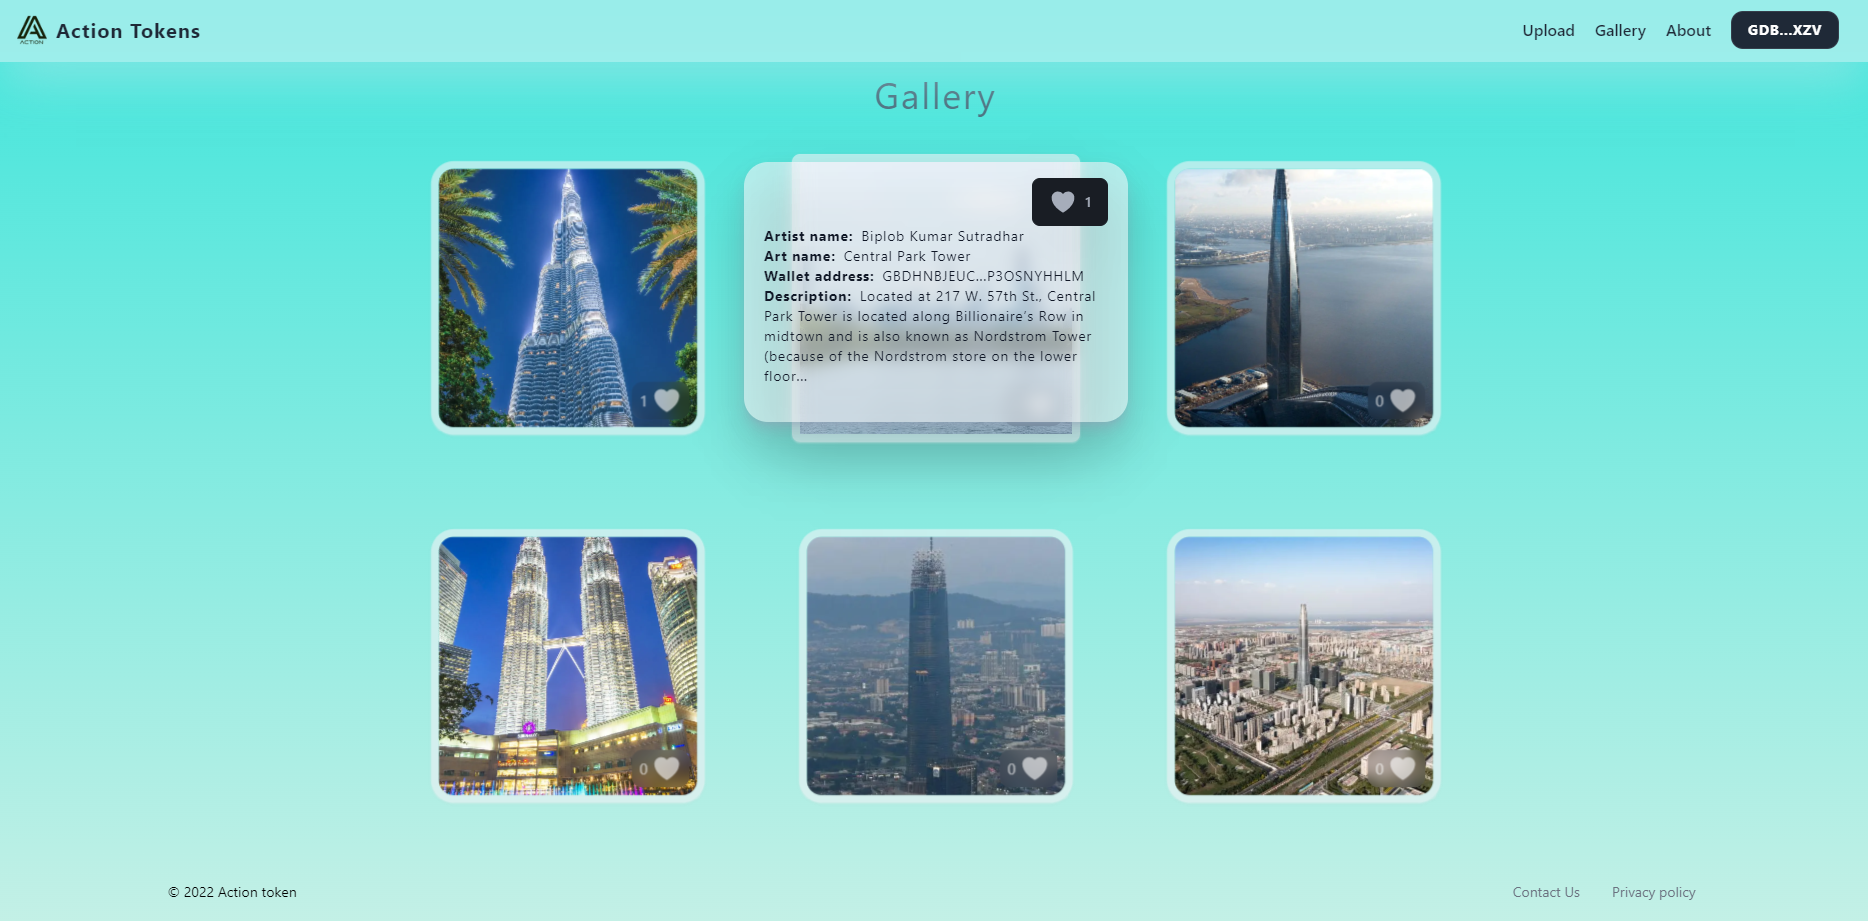 ACTION
Action Tokens
Upload
Gallery
About
GDB...XZV
Gallery
1
1
Artist name: Biplob Kumar Sutradhar
Art name: Central Park Tower
Wallet address: GBDHNBJEUC...P3OSNYHHLM
Description: Located at 217 W. 57th St., Central
Park Tower is located along Billionaire's Row in
midtown and is also known as Nordstrom Tower
(because of the Nordstrom store on the lower
floor...
0
0
0
0
© 2022 Action token
Contact Us
Privacy policy